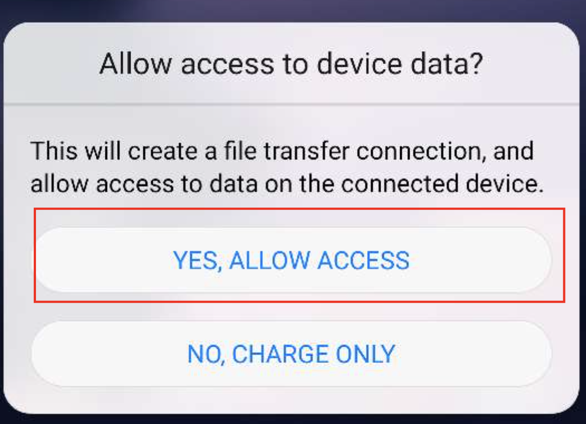 Allow access to device data?
This will create a file transfer connection, and
allow access to data on the connected device.
YES, ALLOW ACCESS
NO, CHARGE ONLY